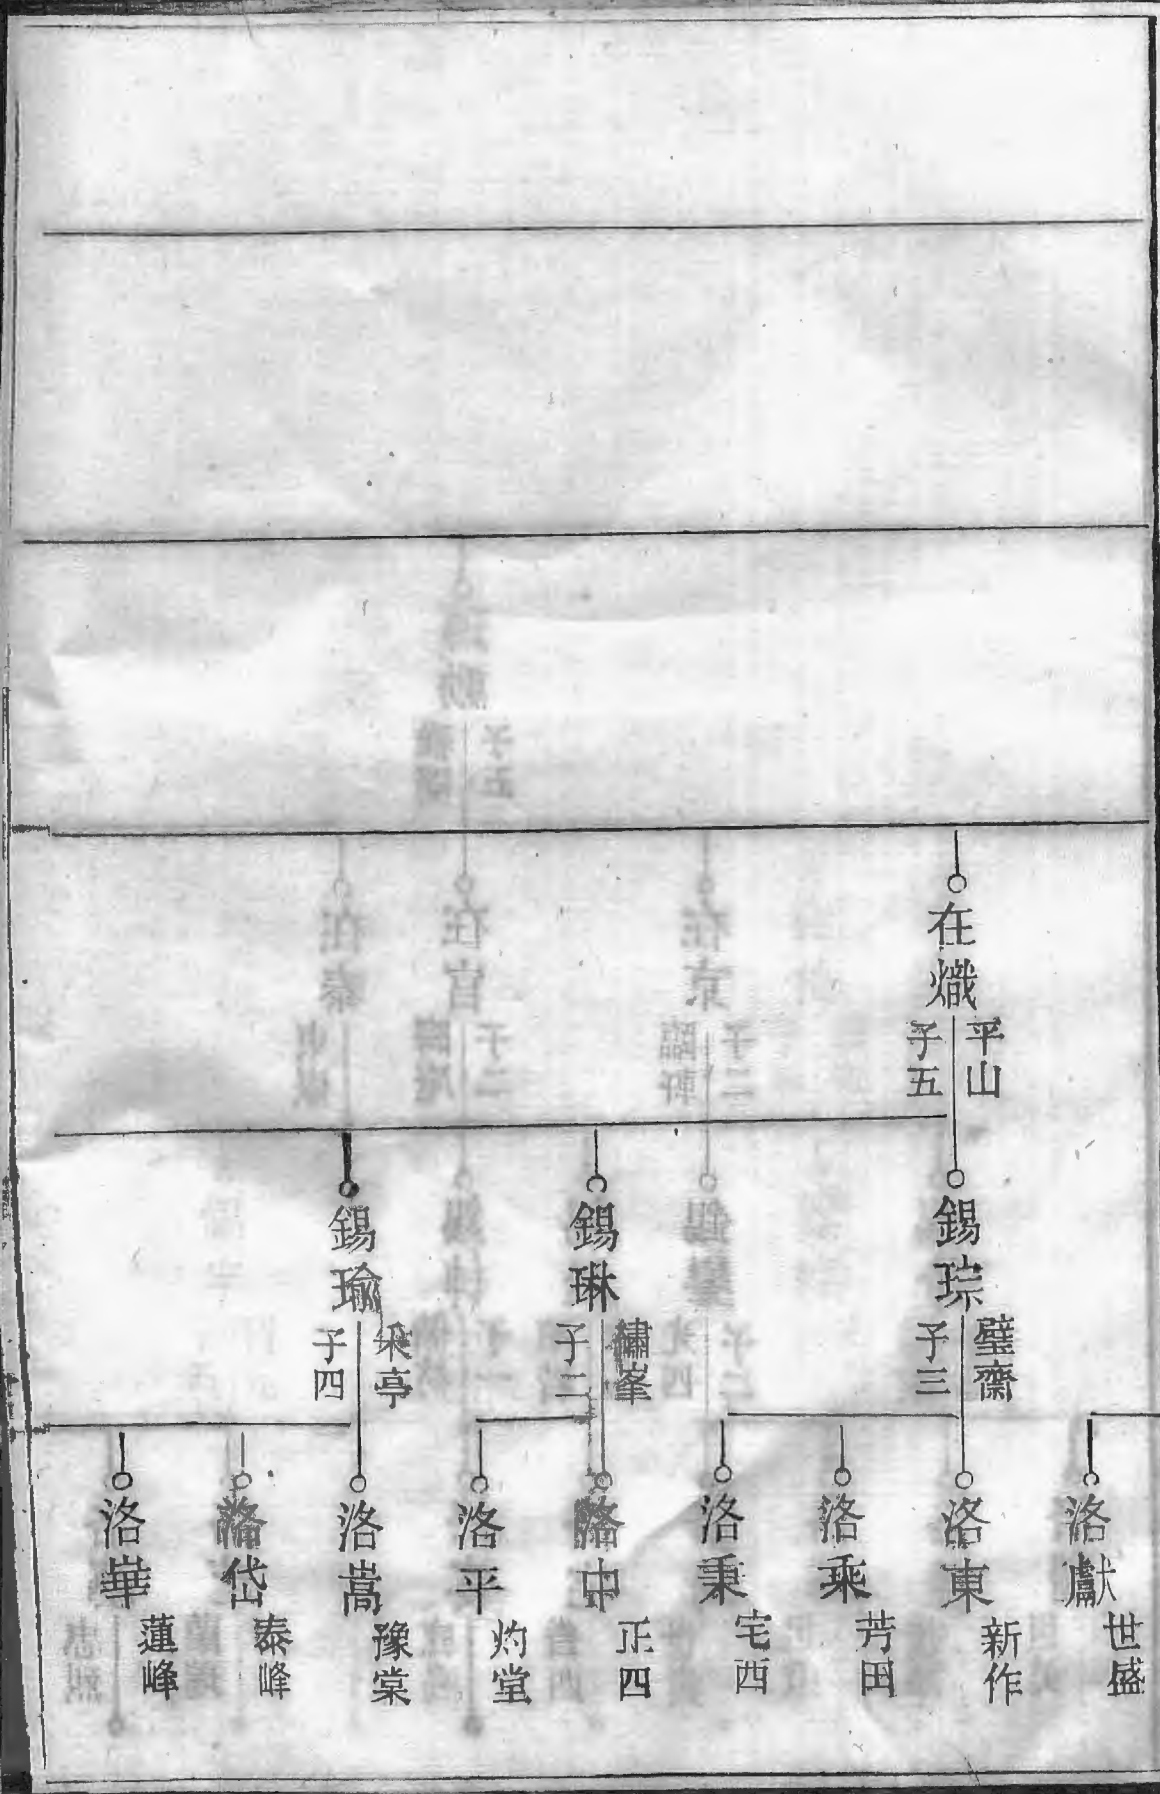 在熾
平山
子五
錫琮
璧齋
子三
錫琳
繡峯
子二
錫瑜
采亭
子四
洛獻
世盛
洛東
新作
洛乘
芳田
洛秉
宅西
洛中
正四
洛平
灼堂
洛嵩
豫棠
洛岱
泰峰
洛華
蓮峰